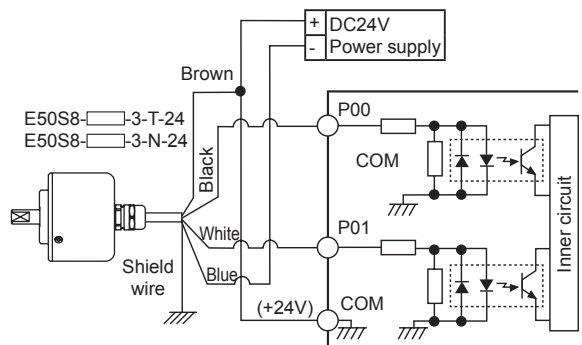 + DC24V
- Power supply
Brown
E50S8-□-3-T-24
E50S8-□-3-N-24
P00
COM
Black
White
P01
Blue
Shield
wire
(+24V)
COM
Inner circuit